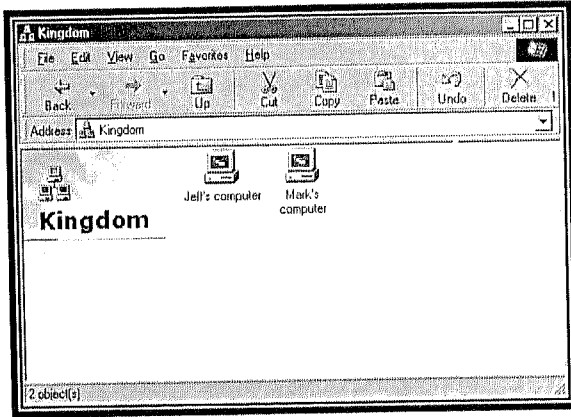 Kingdom
File Edit View Go Favorites Help
Back Forward Up Cut Copy Paste Undo Delete
Address Kingdom
Kingdom
Jeff's computer Mark's
computer
2 object(s)